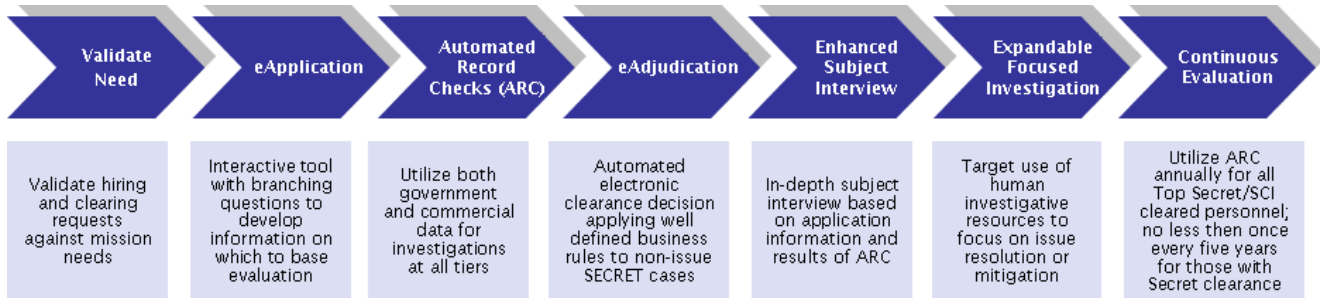 Validate
Need
eApplication
Automated
Record
Checks (ARC)
eAdjudication
Enhanced
Subject
Interview
Expandable
Focused
Investigation
Continuous
Evaluation
Validate hiring
and clearing
requests
against mission
needs
Interactive tool
with branching
questions to
develop
information on
which to base
evaluation
Utilize both
government
and commercial
data for
investigations
at all tiers
Automated
electronic
clearance decision
applying well
defined business
rules to non-issue
SECRET cases
In-depth subject
interview based
on application
information and
results of ARC
Target use of
human
investigative
resources to
focus on issue
resolution or
mitigation
Utilize ARC
annually for all
Top Secret/SCI
cleared personnel;
no less then once
every five years
for those with
Secret clearance